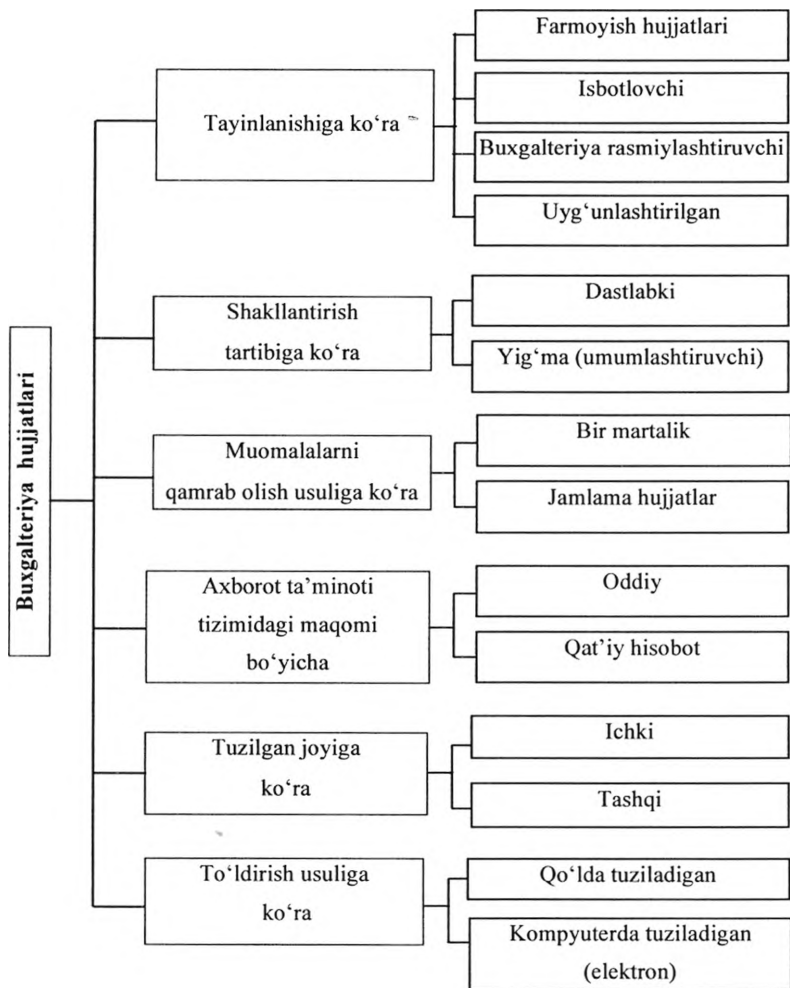 Buxgalteriya hujjatlari
Tayinlanishiga ko‘ra
Farmoyish hujjatlari
Isbotlovchi
Buxgalteriya rasmiylashtiruvchi
Uyg‘unlashtirilgan
Shakllantirish
tartibiga ko‘ra
Dastlabki
Yig‘ma (umumlashtiruvchi)
Muomalalarni
qamrab olish usuliga ko‘ra
Bir martalik
Jamlama hujjatlar
Axborot ta’minoti
tizimidagi maqomi
bo‘yicha
Oddiy
Qat’iy hisobot
Tuzilgan joyiga
ko‘ra
Ichki
Tashqi
To‘ldirish usuliga
ko‘ra
Qo‘lda tuziladigan
Kompyuterda tuziladigan
(elektron)